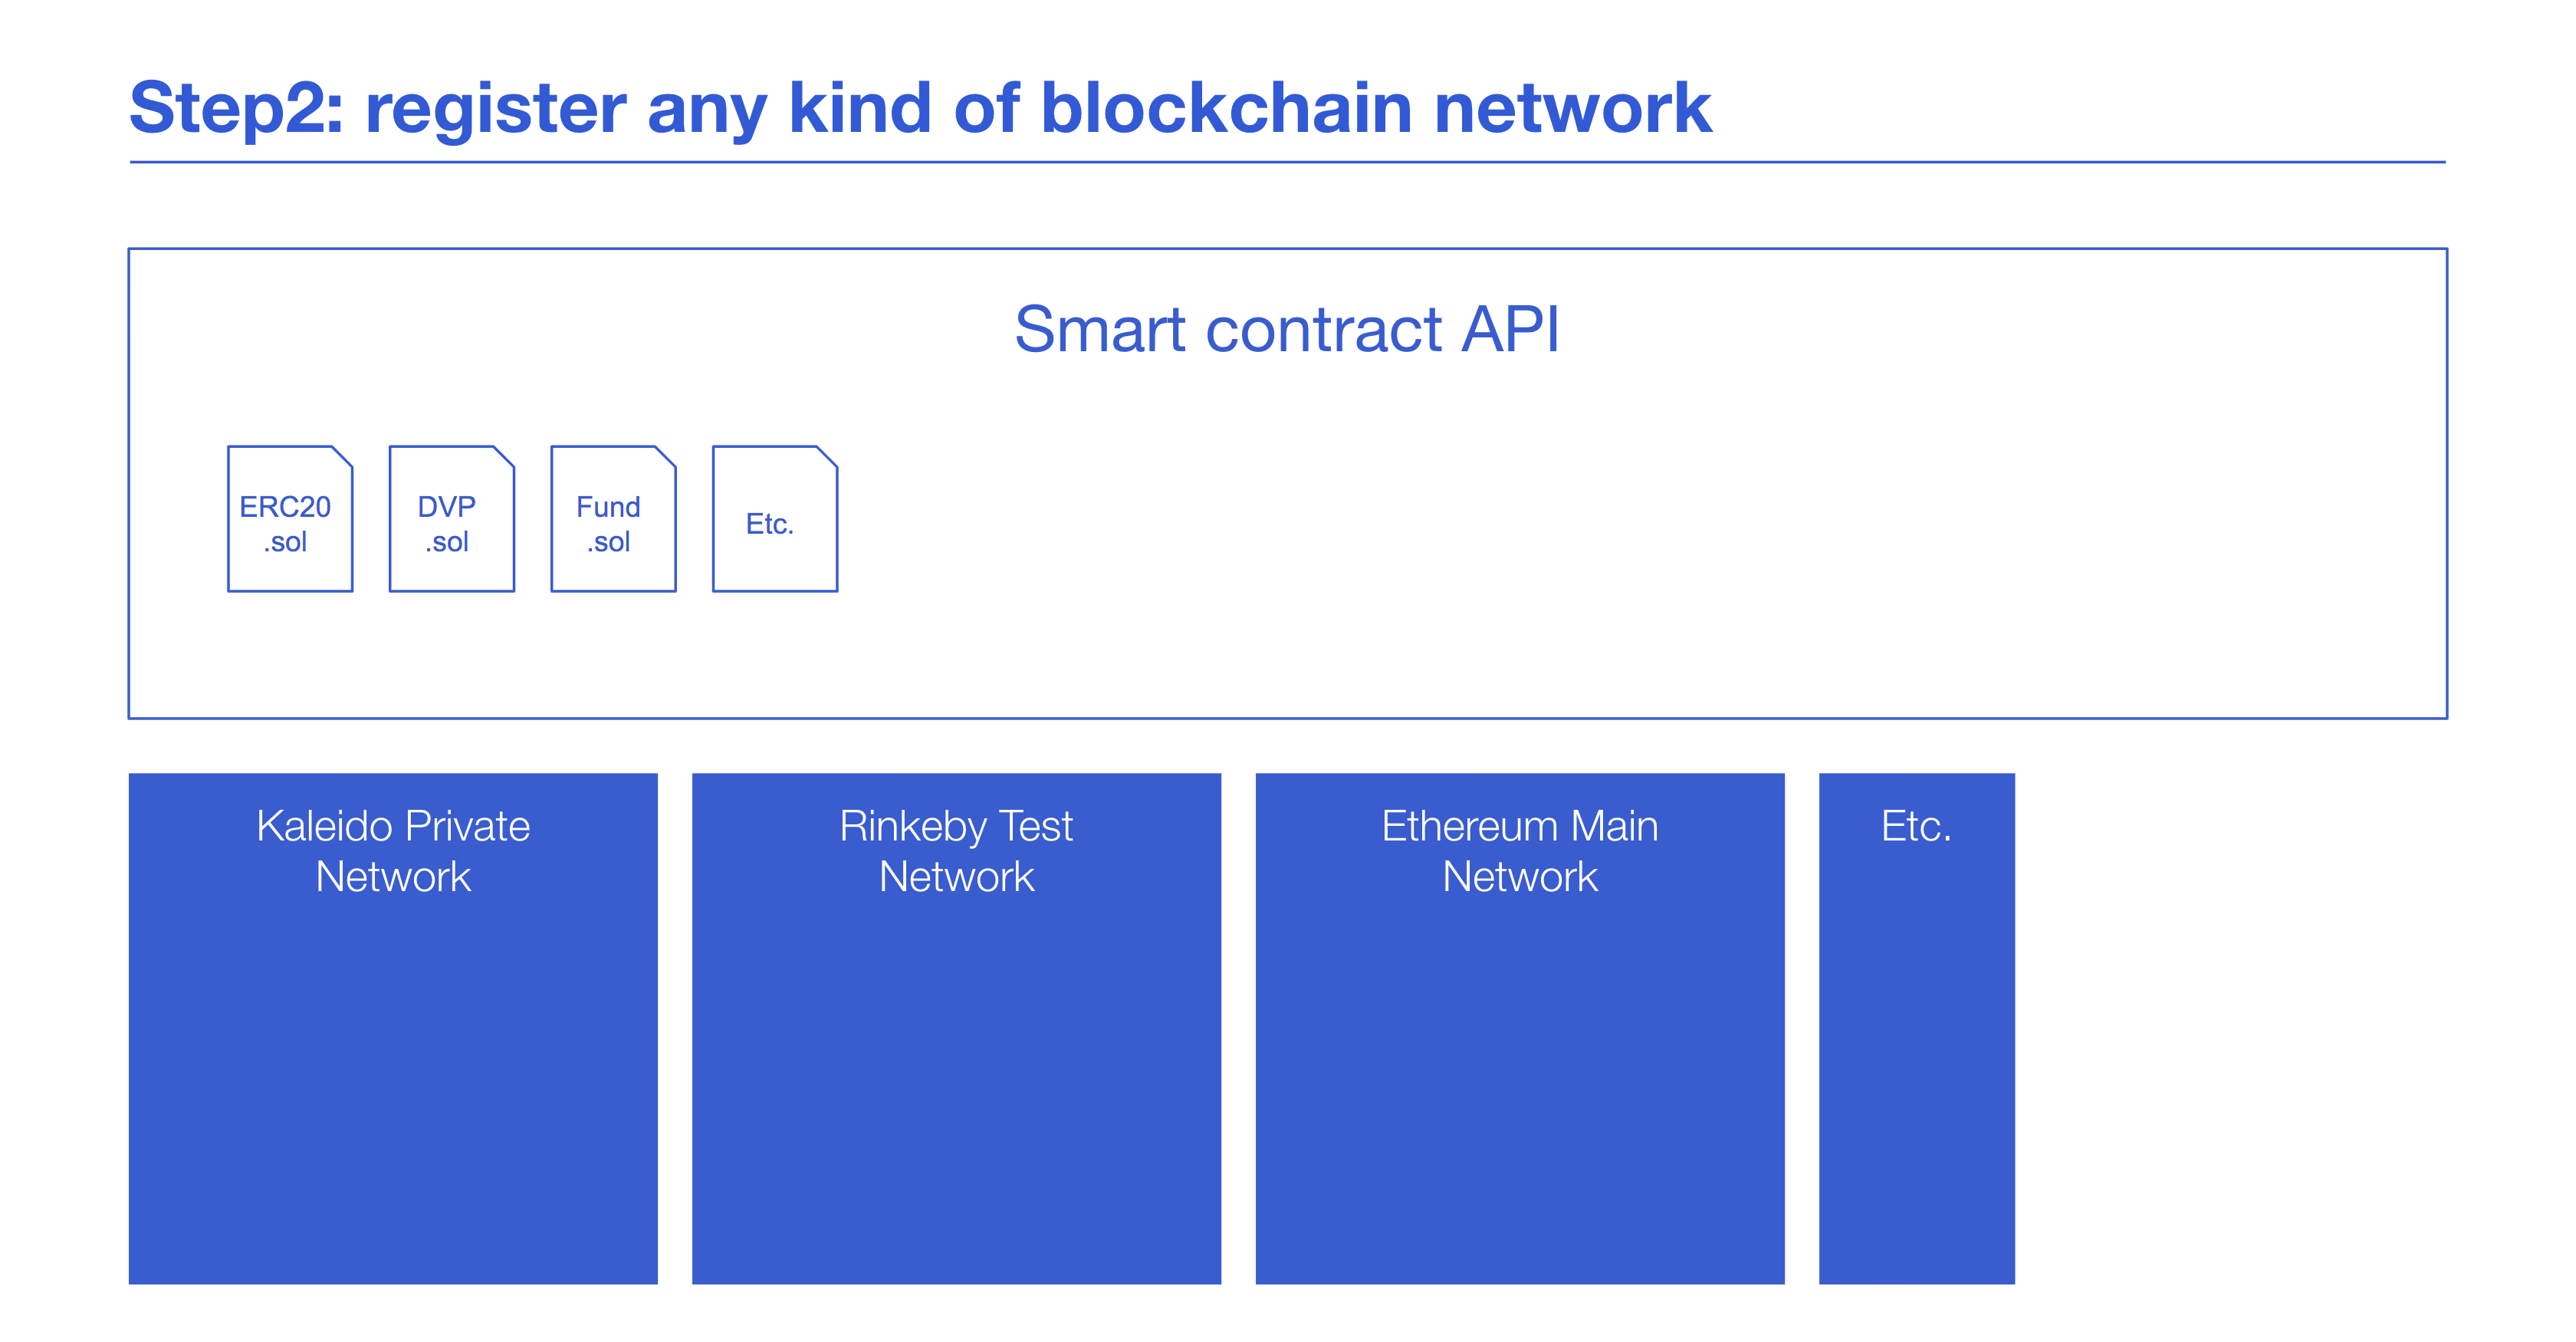 Step2: register any kind of blockchain network
Smart contract API
ERC20
.sol
DVP
.sol
Fund
.sol
Etc.
Kaleido Private
Network
Rinkeby Test
Network
Ethereum Main
Network
Etc.